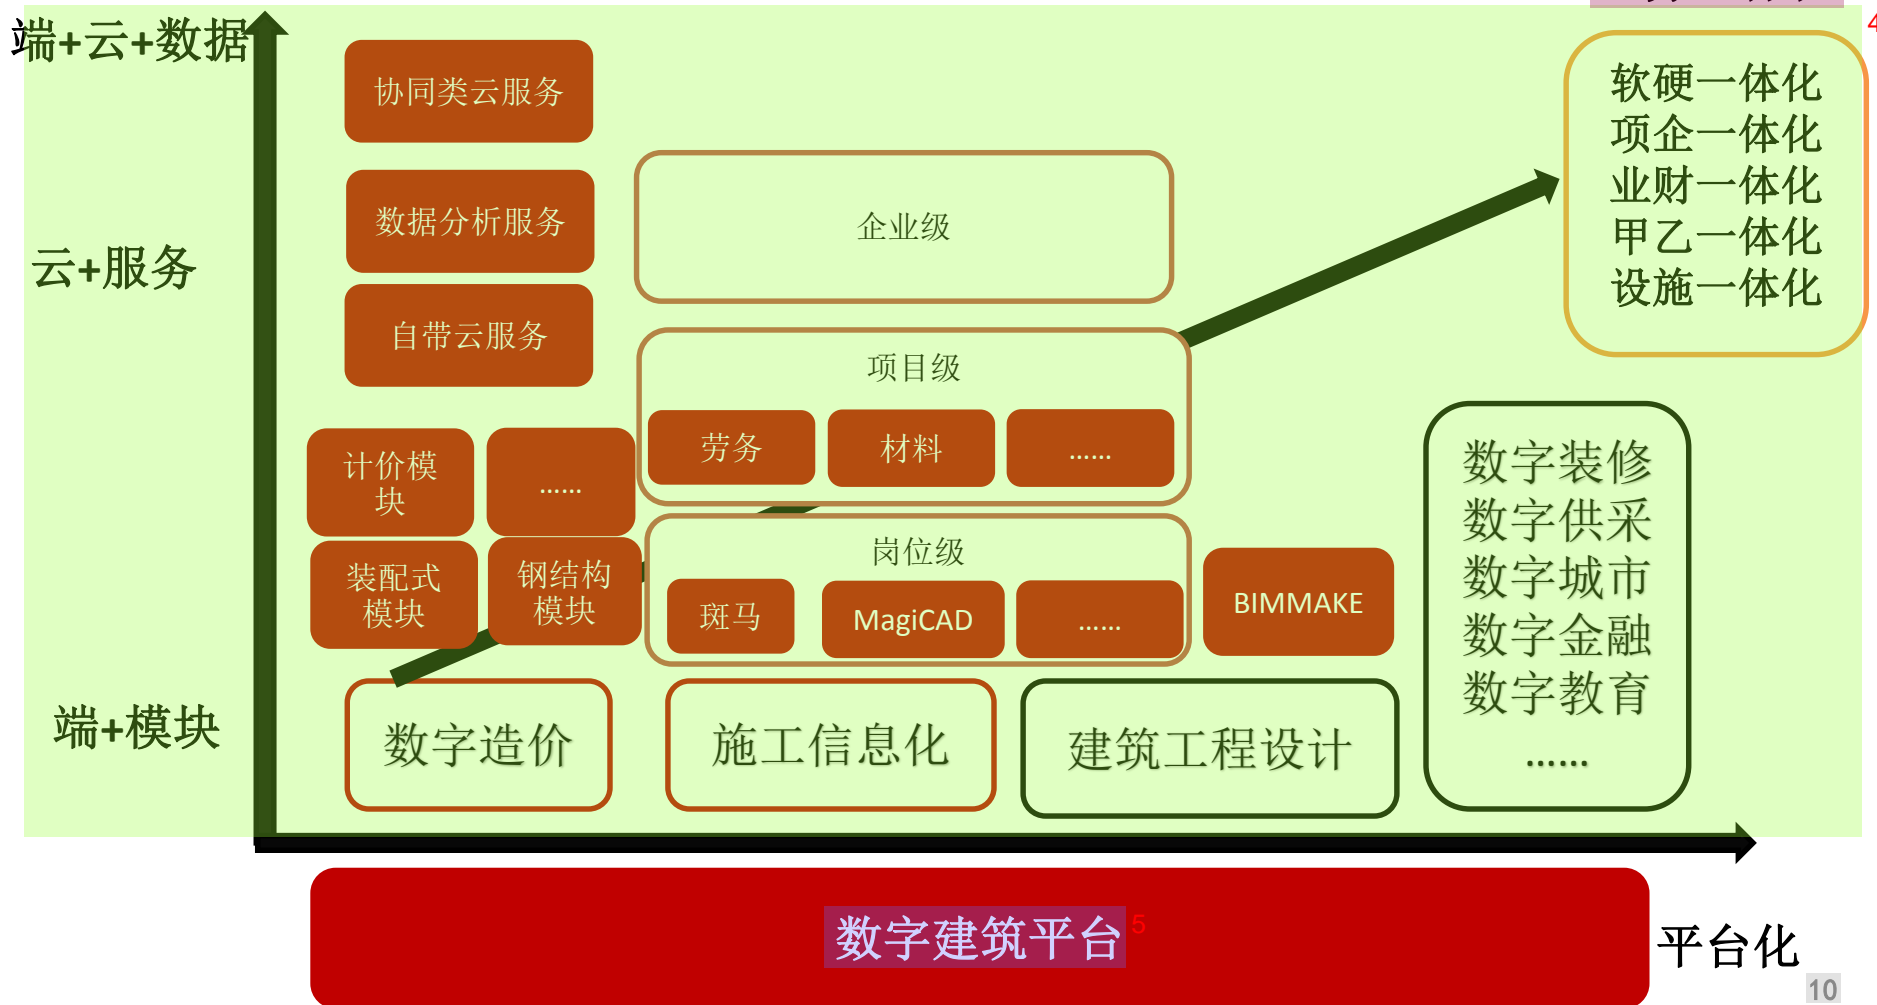 4
端+云+数据
协同类云服务
软硬一体化
项企一体化
业财一体化
甲乙一体化
设施一体化
数据分析服务
企业级
云+服务
自带云服务
项目级
劳务
材料
......
计价模
块
......
装配式
模块
钢结构
模块
岗位级
斑马
MagiCAD
......
BIMMAKE
数字装修
数字供采
数字城市
数字金融
数字教育
......
端+模块
数字造价
施工信息化
建筑工程设计
数字建筑平台 5
平台化
10